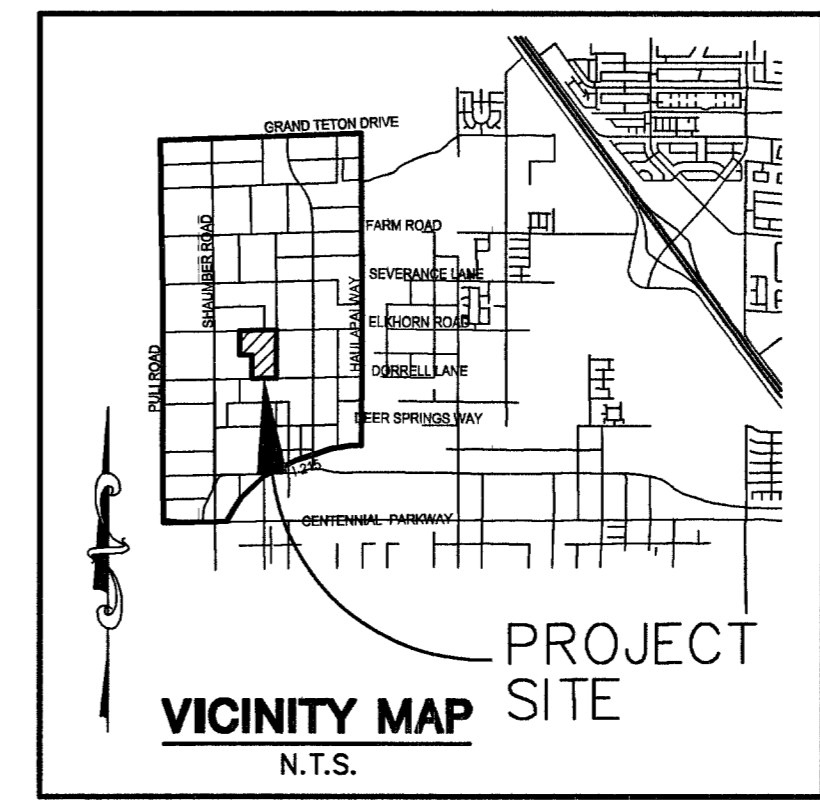 GRAND TETON DRIVE
FARM ROAD
SHAUMBER ROAD
SEVERANCE LANE
HAULAPAI WAY
ELKHORN ROAD
PULI ROAD
DORRELL LANE
DEER SPRINGS WAY
I-215
CENTENNIAL PARKWAY
PROJECT
SITE
VICINITY MAP
N.T.S.